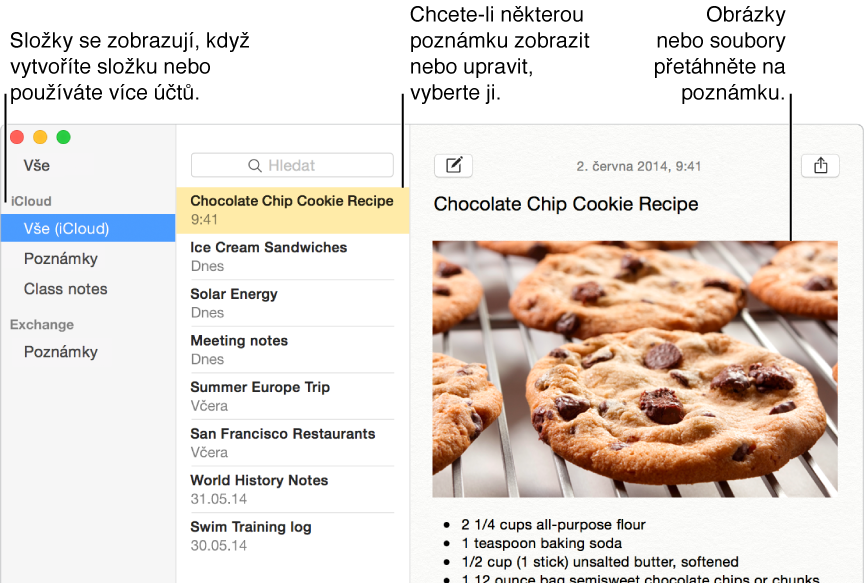 Složky se zobrazují, když
vytvoříte složku nebo
používáte více účtů.
Chcete-li některou
poznámku zobrazit
nebo upravit,
vyberte ji.
Obrázky
nebo soubory
přetáhněte na
poznámku.
Vše
iCloud
Vše (iCloud)
Poznámky
Class notes
Exchange
Poznámky
Hledat
Chocolate Chip Cookie Recipe
9:41
Ice Cream Sandwiches
Dnes
Solar Energy
Dnes
Meeting notes
Dnes
Summer Europe Trip
Včera
San Francisco Restaurants
Včera
World History Notes
31.05.14
Swim Training log
30.05.14
2. června 2014, 9:41
Chocolate Chip Cookie Recipe
• 2 1/4 cups all-purpose flour
• 1 teaspoon baking soda
• 1/2 cup (1 stick) unsalted butter, softened
• 1 12 ounce bag semisweet chocolate chips or chunks